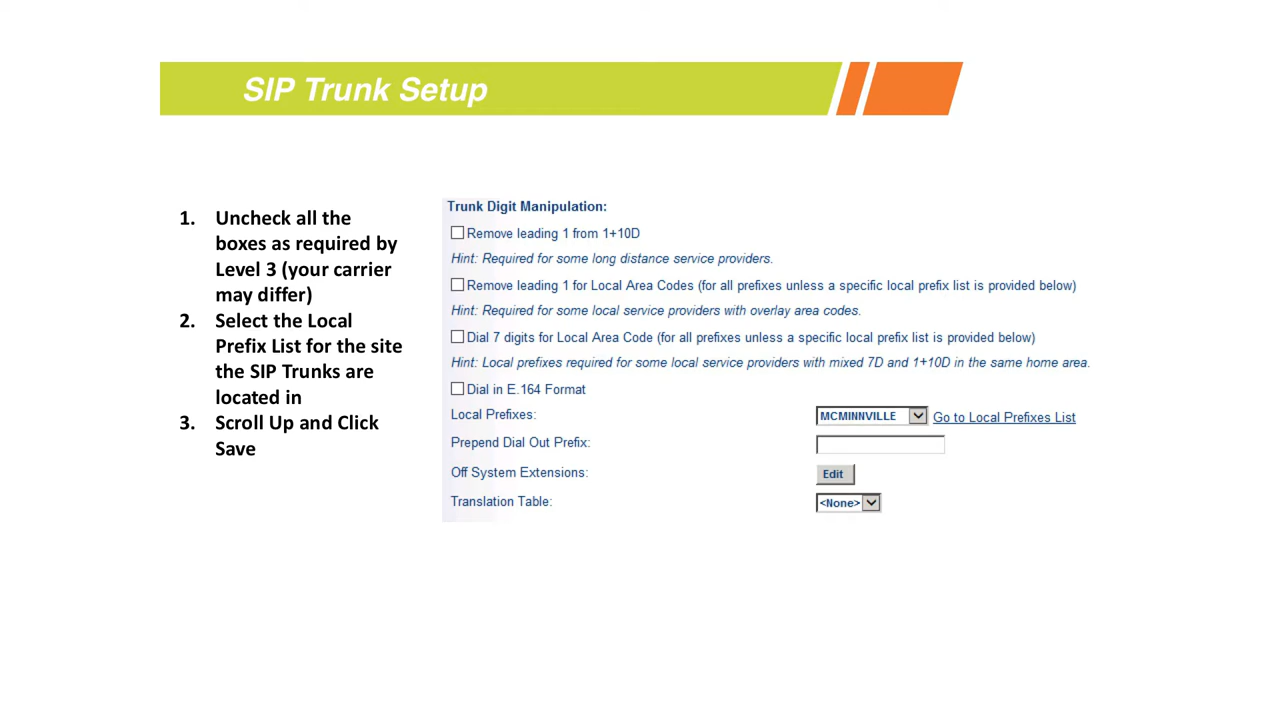 SIP Trunk Setup
1. Uncheck all the
boxes as required by
Level 3 (your carrier
may differ)
2. Select the Local
Prefix List for the site
the SIP Trunks are
located in
3. Scroll Up and Click
Save
Trunk Digit Manipulation:
Remove leading 1 from 1+10D
Hint: Required for some long distance service providers.
Remove leading 1 for Local Area Codes (for all prefixes unless a specific local prefix list is provided below)
Hint: Required for some local service providers with overlay area codes.
Dial 7 digits for Local Area Code (for all prefixes unless a specific local prefix list is provided below)
Hint: Local prefixes required for some local service providers with mixed 7D and 1+10D in the same home area.
Dial in E.164 Format
Local Prefixes: MCMINNVILLE Go to Local Prefixes List
Prepend Dial Out Prefix:
Off System Extensions: Edit
Translation Table: <None>